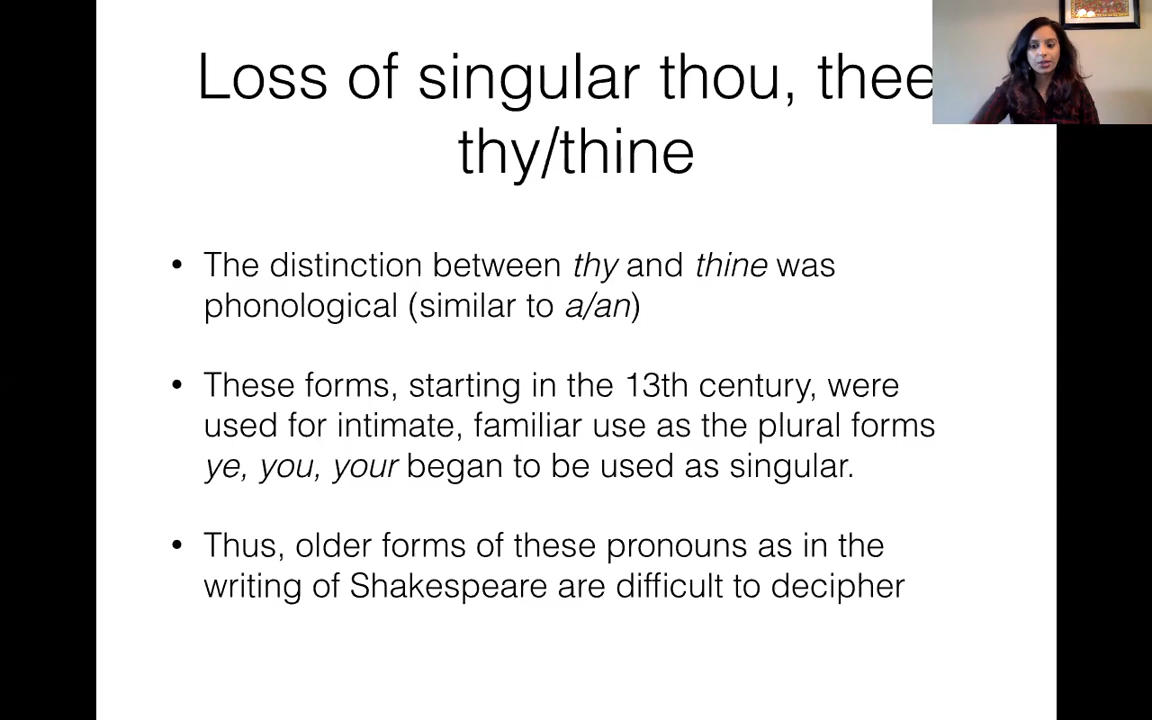 Loss of singular thou, thee
thy/thine
• The distinction between thy and thine was
phonological (similar to a/an)
• These forms, starting in the 13th century, were
used for intimate, familiar use as the plural forms
ye, you, your began to be used as singular.
• Thus, older forms of these pronouns as in the
writing of Shakespeare are difficult to decipher